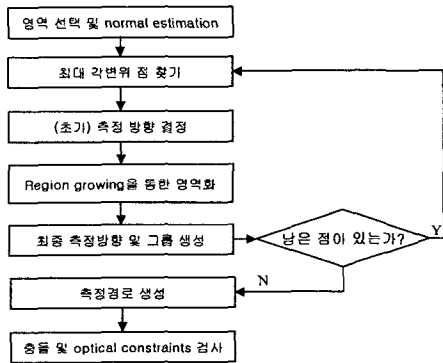 영역 선택 및 normal estimation
최대 각변위 점 찾기
(초기) 측정 방향 결정
Region growing을 통한 영역화
최종 측정방향 및 그룹 생성
남은 점이 있는가?
Y
N
측정경로 생성
충돌 및 optical constraints 검사